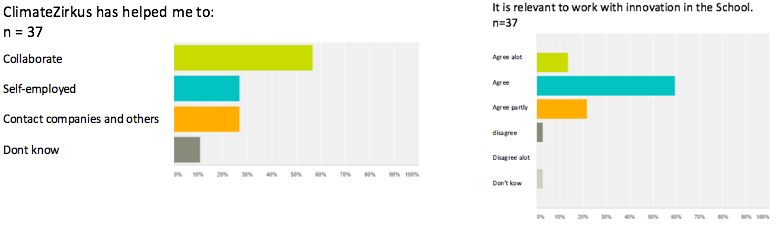 ClimateZirkus has helped me to:
n = 37
Collaborate
Self-employed
Contact companies and others
Dont know
0% 10% 20% 30% 40% 50% 60% 70% 80% 90% 100%
It is relevant to work with innovation in the School.
n=37
Agree alot
Agree
Agree partly
disagree
Disagree alot
Don't kow
0% 10% 20% 30% 40% 50% 60% 70% 80% 90% 100%